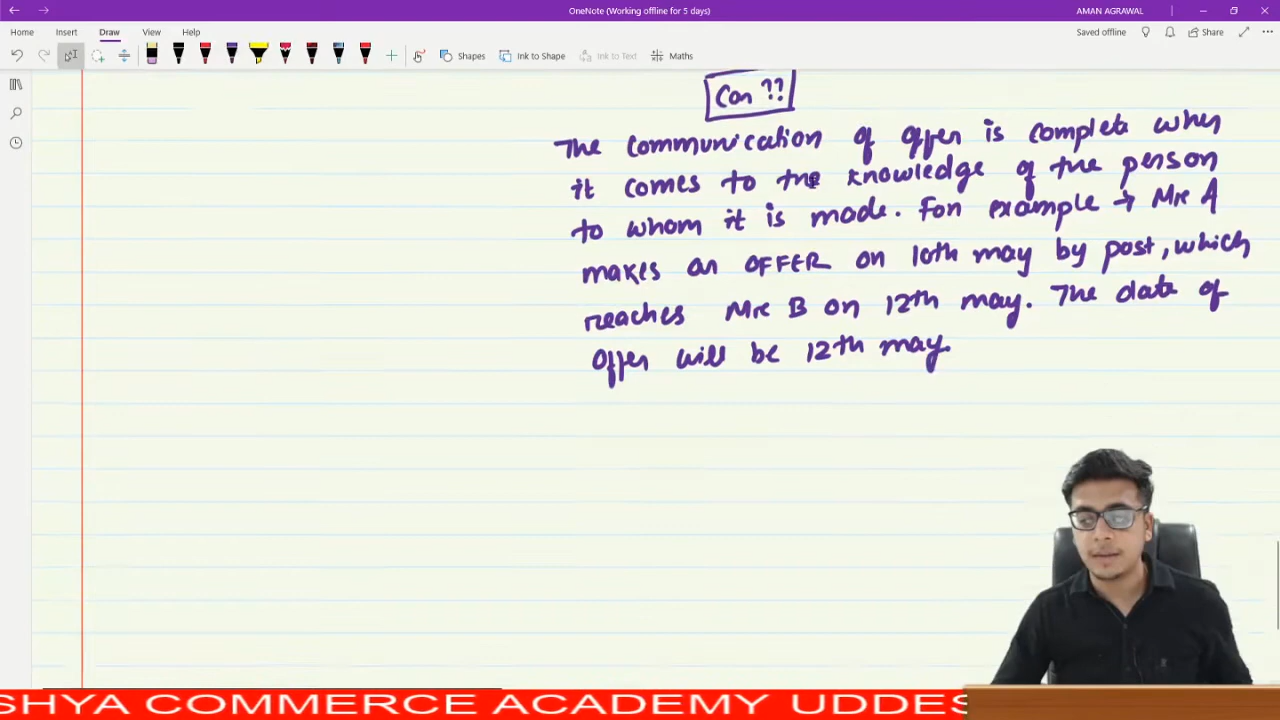 OneNote (Working offline for 5 days)
AMAN AGRAWAL
Home Insert Draw View Help
Saved offline
Share
Shapes
Ink to Shape
Ink to Text
Maths
Con ??
The communication of offer is complete when
it comes to the knowledge of the person
to whom it is made. For example → Mr A
makes an OFFER on 10th may by post, which
reaches Mr B on 12th may. The date of
offer will be 12th may.
SHYA COMMERCE ACADEMY UDDES